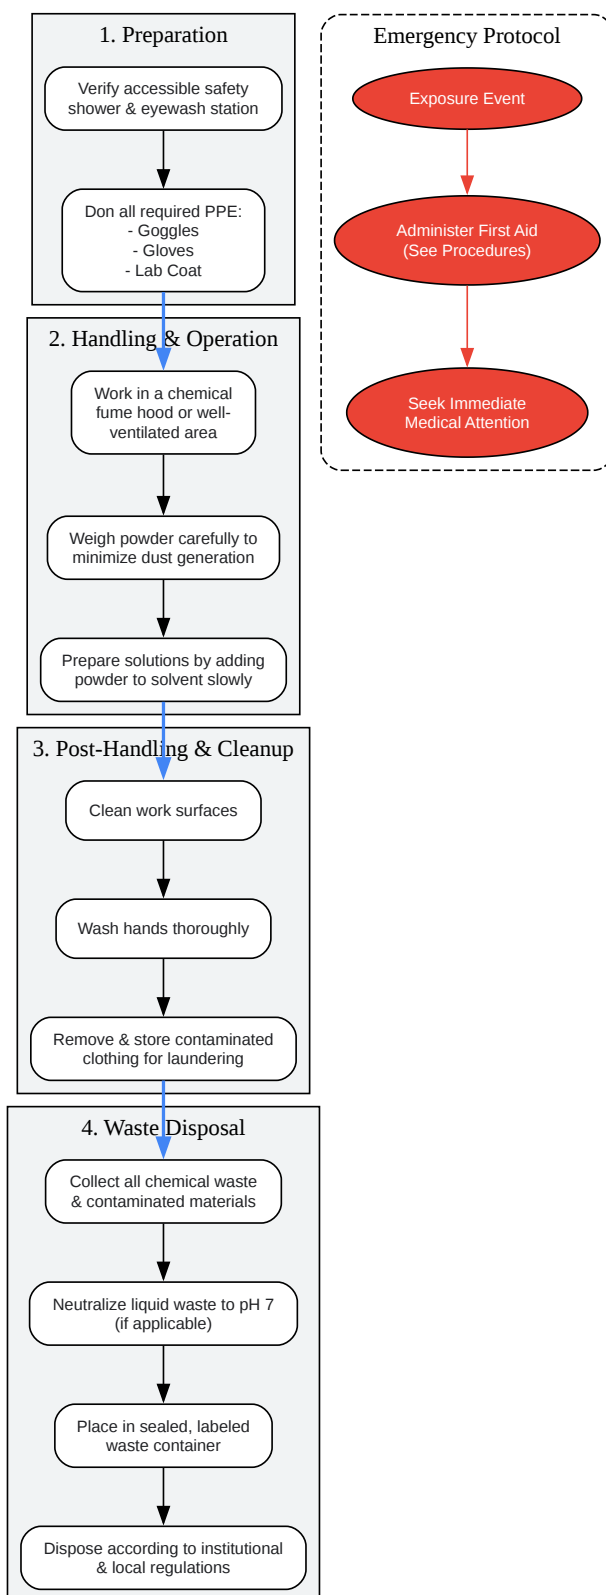 1. Preparation
Verify accessible safety
shower & eyewash station
Don all required PPE:
- Goggles
- Gloves
- Lab Coat
2. Handling & Operation
Work in a chemical
fume hood or well-
ventilated area
Weigh powder carefully to
minimize dust generation
Prepare solutions by adding
powder to solvent slowly
3. Post-Handling & Cleanup
Clean work surfaces
Wash hands thoroughly
Remove & store contaminated
clothing for laundering
4. Waste Disposal
Collect all chemical waste
& contaminated materials
Neutralize liquid waste to pH 7
(if applicable)
Place in sealed, labeled
waste container
Dispose according to institutional
& local regulations
Emergency Protocol
Exposure Event
Administer First Aid
(See Procedures)
Seek Immediate
Medical Attention